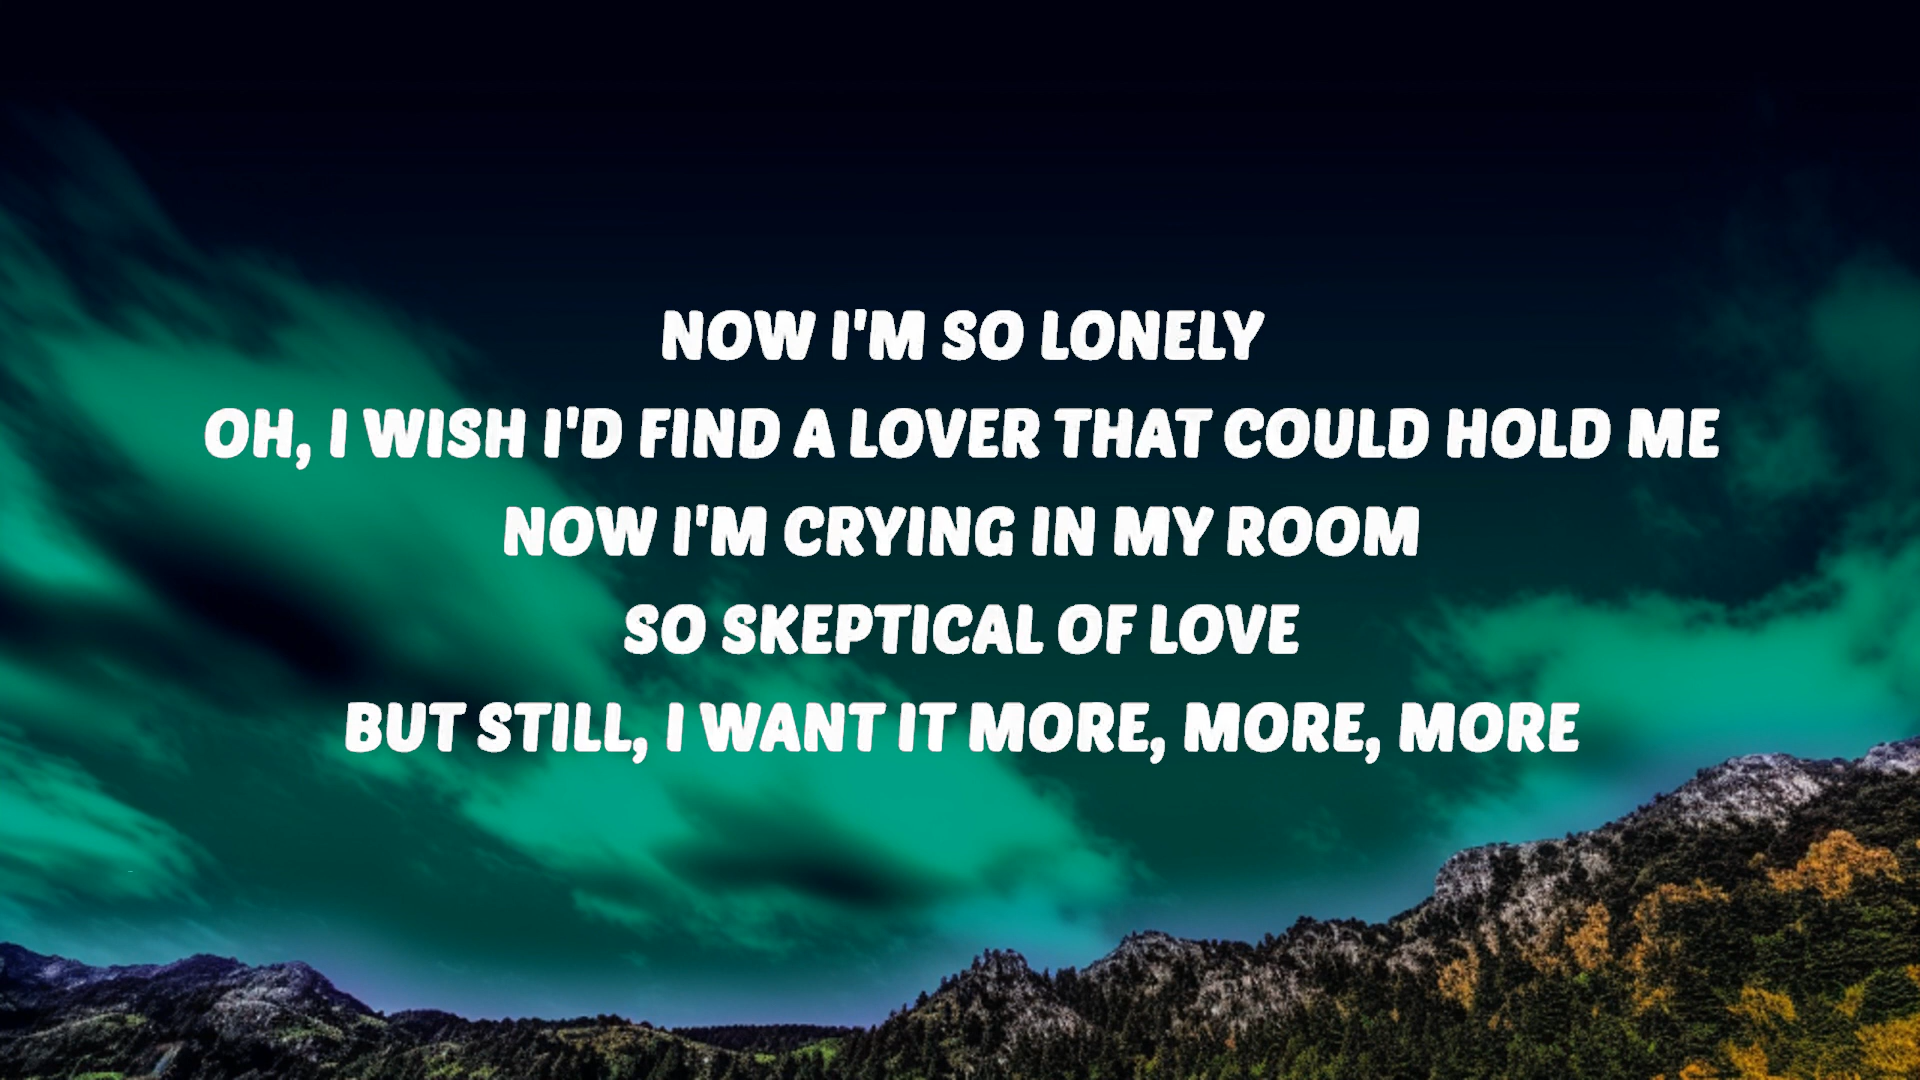 NOW I'M SO LONELY
OH, I WISH I'D FIND A LOVER THAT COULD HOLD ME
NOW I'M CRYING IN MY ROOM
SO SKEPTICAL OF LOVE
BUT STILL, I WANT IT MORE, MORE, MORE